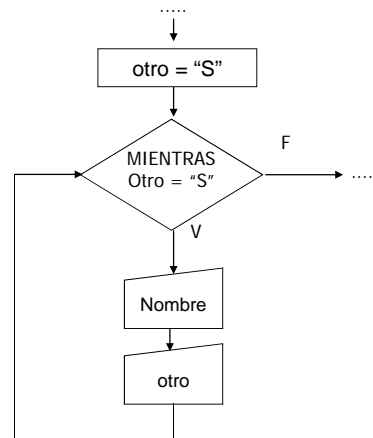 .....
otro = “S”
MIENTRAS
Otro = “S”
F
....
V
Nombre
otro